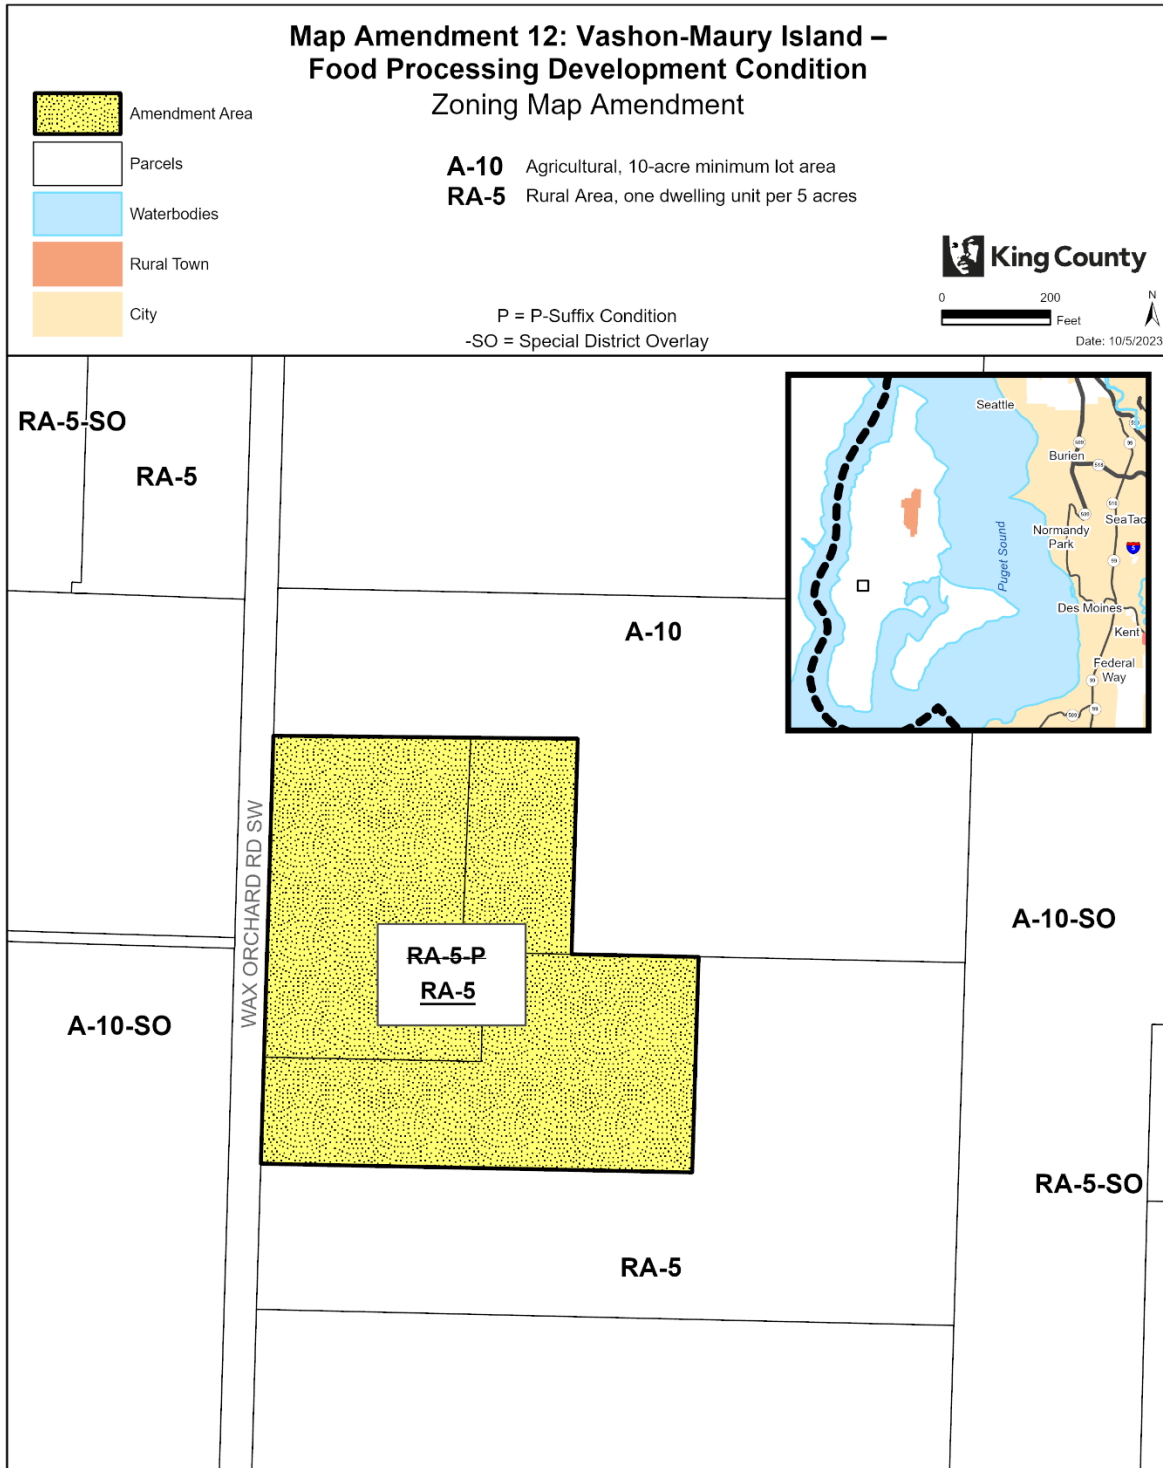 Map Amendment 12: Vashon-Maury Island –
Food Processing Development Condition
Zoning Map Amendment
Amendment Area
Parcels
Waterbodies
Rural Town
City
A-10 Agricultural, 10-acre minimum lot area
RA-5 Rural Area, one dwelling unit per 5 acres
P = P-Suffix Condition
-SO = Special District Overlay
King County
0 200
Feet
N
Date: 10/5/2023
RA-5-SO
RA-5
A-10
Seattle
Burien
Normandy
Park
SeaTac
Puget Sound
Des Moines
Kent
Federal
Way
509
518
99
5
WAX ORCHARD RD SW
RA-5-P
RA-5
A-10-SO
A-10-SO
RA-5-SO
RA-5